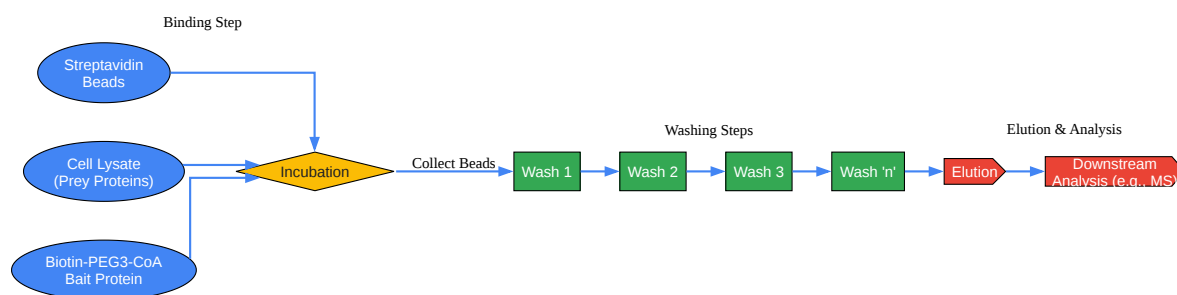 Binding Step
Streptavidin
Beads
Cell Lysate
(Prey Proteins)
Biotin-PEG3-CoA
Bait Protein
Incubation
Collect Beads
Washing Steps
Wash 1
Wash 2
Wash 3
Wash 'n'
Elution & Analysis
Elution
Downstream
Analysis (e.g., MS)